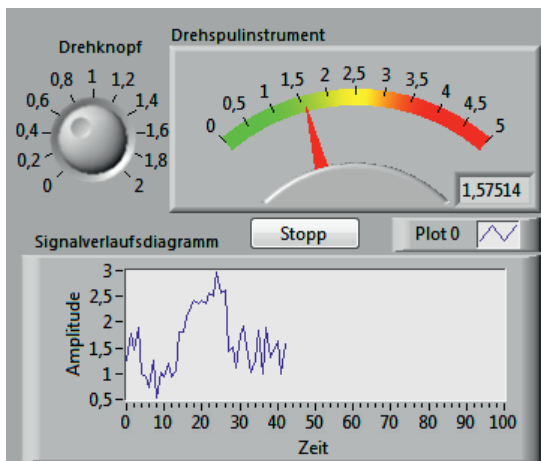 Drehknopf
0 0,2 0,4 0,6 0,8 1 1,2 1,4 1,6 1,8 2
Drehspulinstrument
0 0,5 1 1,5 2 2,5 3 3,5 4 4,5 5
1,57514
Stopp
Plot 0
Signalverlaufsdiagramm
Amplitude
3
2,5
2
1,5
1
0,5
0 10 20 30 40 50 60 70 80 90 100
Zeit